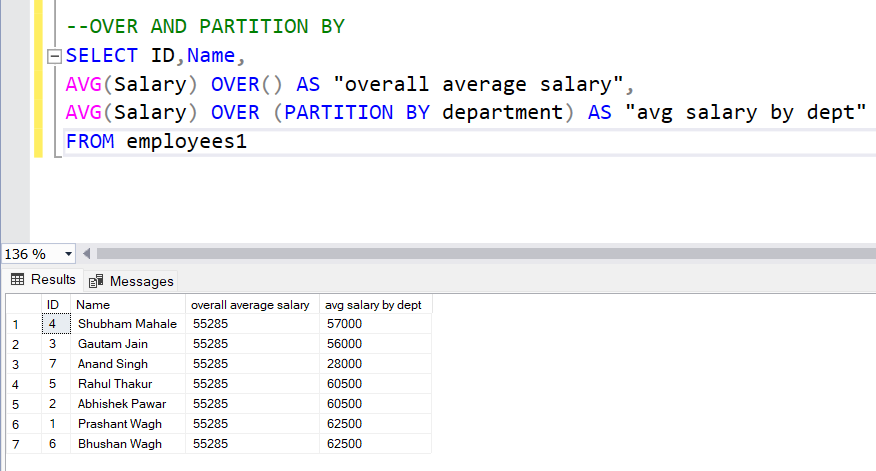 --OVER AND PARTITION BY
SELECT ID,Name,
AVG(Salary) OVER() AS "overall average salary",
AVG(Salary) OVER (PARTITION BY department) AS "avg salary by dept"
FROM employees1
136 %
Results Messages
ID Name overall average salary avg salary by dept
1 4 Shubham Mahale 55285 57000
2 3 Gautam Jain 55285 56000
3 7 Anand Singh 55285 28000
4 5 Rahul Thakur 55285 60500
5 2 Abhishek Pawar 55285 60500
6 1 Prashant Wagh 55285 62500
7 6 Bhushan Wagh 55285 62500